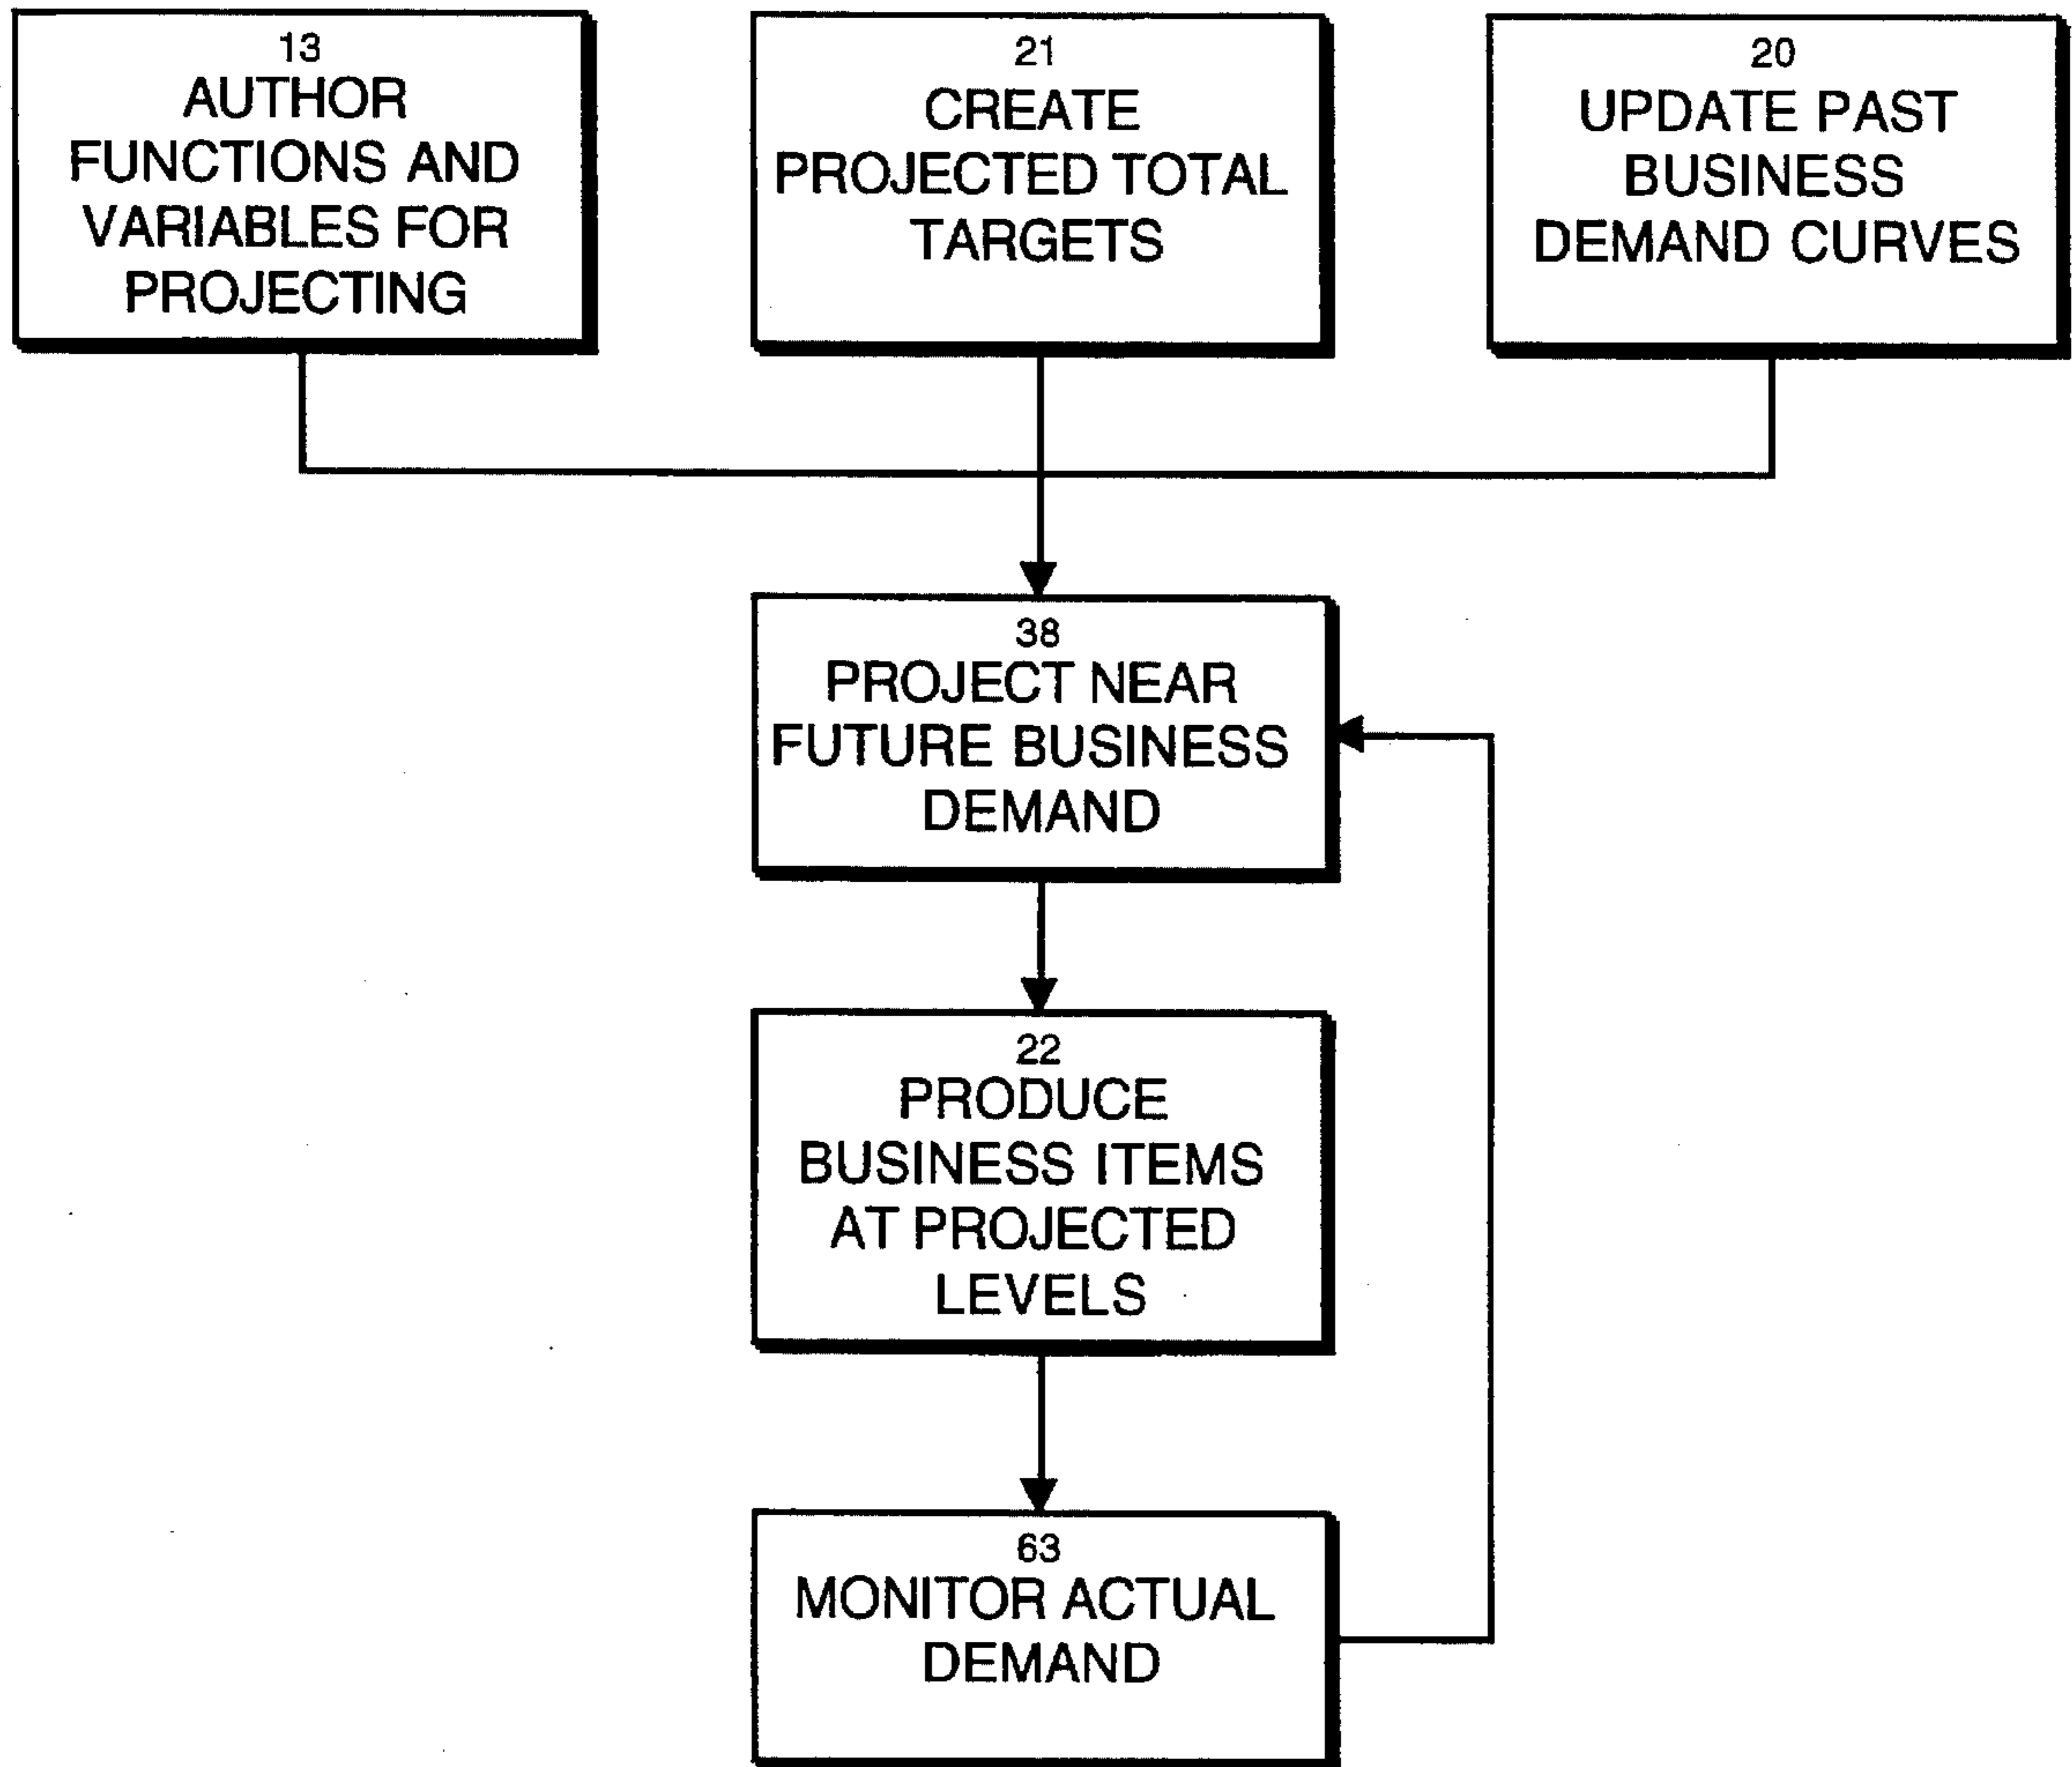 13
AUTHOR
FUNCTIONS AND
VARIABLES FOR
PROJECTING
21
CREATE
PROJECTED TOTAL
TARGETS
20
UPDATE PAST
BUSINESS
DEMAND CURVES
38
PROJECT NEAR
FUTURE BUSINESS
DEMAND
22
PRODUCE
BUSINESS ITEMS
AT PROJECTED
LEVELS
63
MONITOR ACTUAL
DEMAND